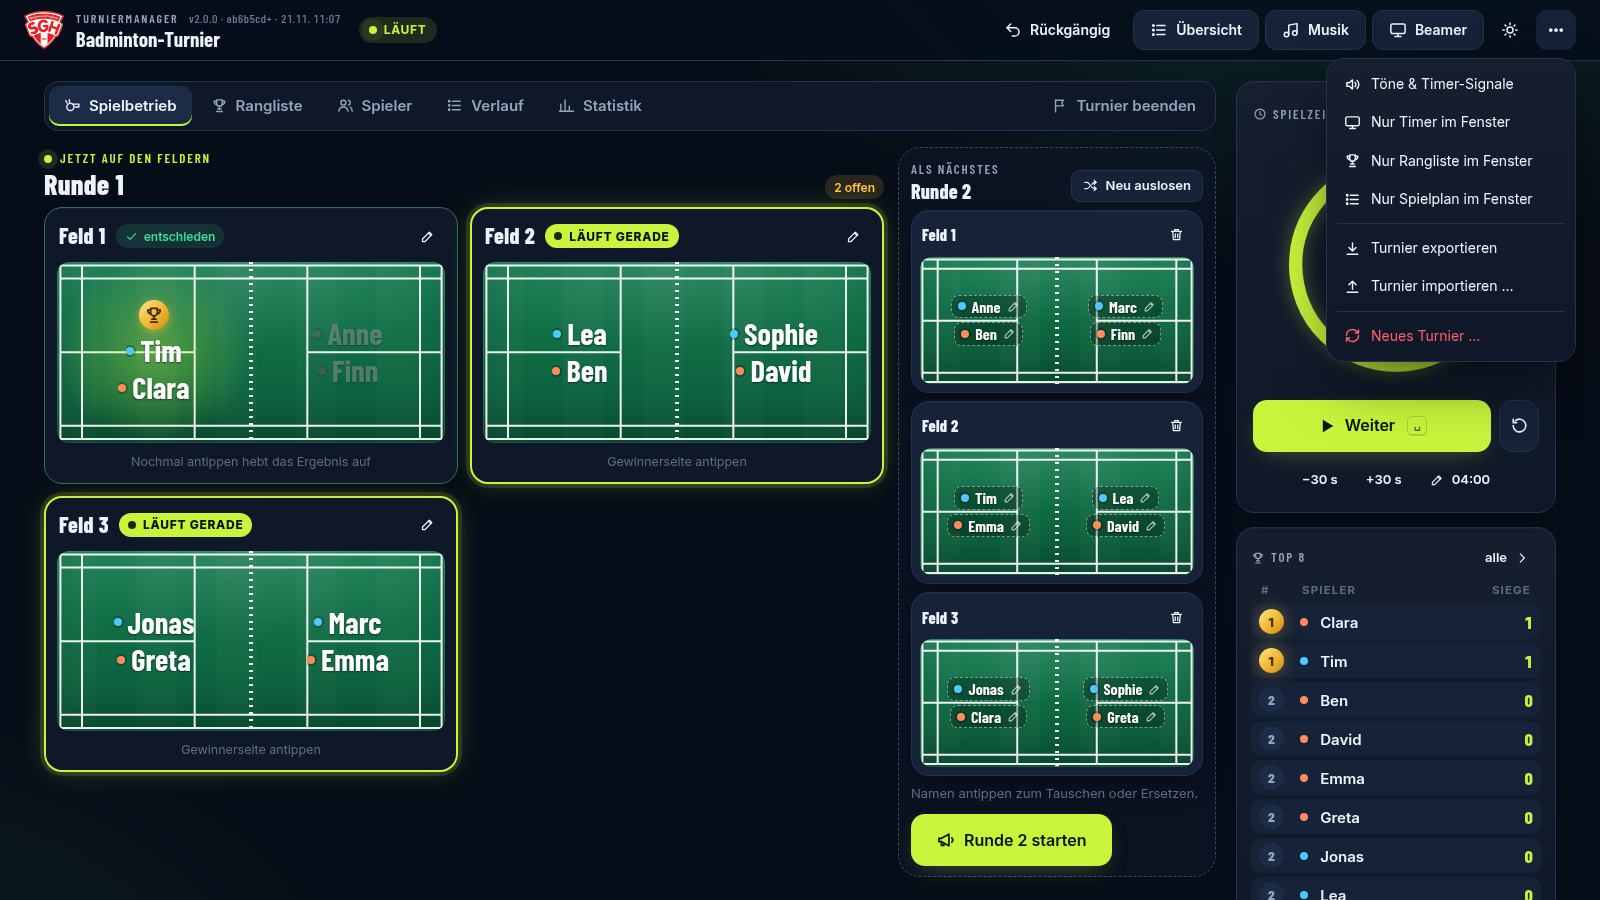 SGH
TURNIERMANAGER v2.0.0 · ab6b5cd+ · 21.11. 11:07
Badminton-Turnier
LÄUFT
Rückgängig
Übersicht
Musik
Beamer
Töne & Timer-Signale
Nur Timer im Fenster
Nur Rangliste im Fenster
Nur Spielplan im Fenster
Turnier exportieren
Turnier importieren ...
Neues Turnier ...
Spielbetrieb
Rangliste
Spieler
Verlauf
Statistik
Turnier beenden
JETZT AUF DEN FELDERN
Runde 1
2 offen
Feld 1
entschieden
Tim
Clara
Anne
Finn
Nochmal antippen hebt das Ergebnis auf
Feld 2
LÄUFT GERADE
Lea
Ben
Sophie
David
Gewinnerseite antippen
Feld 3
LÄUFT GERADE
Jonas
Greta
Marc
Emma
Gewinnerseite antippen
ALS NÄCHSTES
Runde 2
Neu auslosen
Feld 1
Anne
Ben
Marc
Finn
Feld 2
Tim
Emma
Lea
David
Feld 3
Jonas
Clara
Sophie
Greta
Namen antippen zum Tauschen oder Ersetzen.
Runde 2 starten
SPIELZEI
Weiter
−30 s
+30 s
04:00
TOP 8
alle
# SPIELER SIEGE
1 Clara 1
1 Tim 1
2 Ben 0
2 David 0
2 Emma 0
2 Greta 0
2 Jonas 0
2 Lea 0